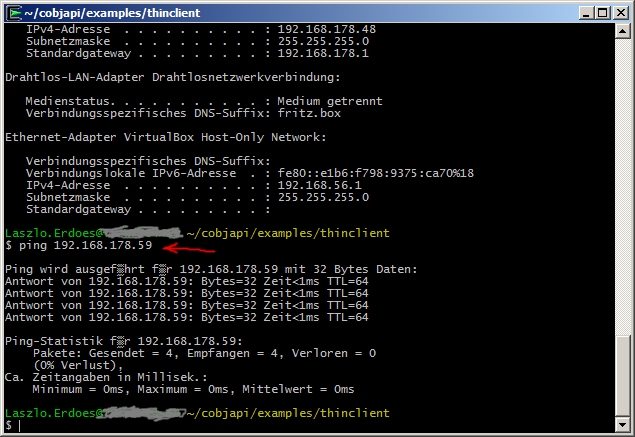 ~/cobjapi/examples/thinclient
IPv4-Adresse . . . . . . . . . . : 192.168.178.48
Subnetzmaske . . . . . . . . . . : 255.255.255.0
Standardgateway . . . . . . . . . : 192.168.178.1
Drahtlos-LAN-Adapter Drahtlosnetzwerkverbindung:
Medienstatus. . . . . . . . . . . : Medium getrennt
Verbindungsspezifisches DNS-Suffix: fritz.box
Ethernet-Adapter VirtualBox Host-Only Network:
Verbindungsspezifisches DNS-Suffix:
Verbindungslokale IPv6-Adresse . : fe80::e1b6:f798:9375:ca70%18
IPv4-Adresse . . . . . . . . . . : 192.168.56.1
Subnetzmaske . . . . . . . . . . : 255.255.255.0
Standardgateway . . . . . . . . . :
Laszlo.Erdoes@ ~/cobjapi/examples/thinclient
$ ping 192.168.178.59
Ping wird ausgef▒hrt f▒r 192.168.178.59 mit 32 Bytes Daten:
Antwort von 192.168.178.59: Bytes=32 Zeit<1ms TTL=64
Antwort von 192.168.178.59: Bytes=32 Zeit<1ms TTL=64
Antwort von 192.168.178.59: Bytes=32 Zeit<1ms TTL=64
Antwort von 192.168.178.59: Bytes=32 Zeit<1ms TTL=64
Ping-Statistik f▒r 192.168.178.59:
Pakete: Gesendet = 4, Empfangen = 4, Verloren = 0
(0% Verlust),
Ca. Zeitangaben in Millisek.:
Minimum = 0ms, Maximum = 0ms, Mittelwert = 0ms
Laszlo.Erdoes@ ~/cobjapi/examples/thinclient
$